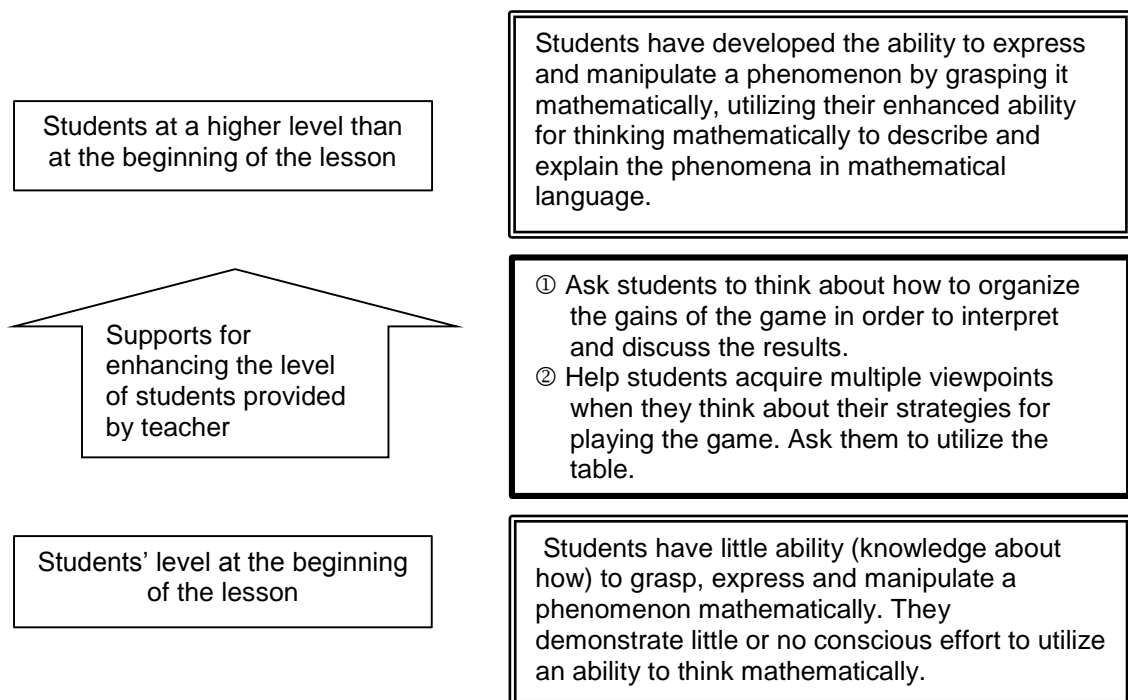 Students at a higher level than
at the beginning of the lesson
Students have developed the ability to express
and manipulate a phenomenon by grasping it
mathematically, utilizing their enhanced ability
for thinking mathematically to describe and
explain the phenomena in mathematical
language.
Supports for
enhancing the level
of students provided
by teacher
① Ask students to think about how to organize
the gains of the game in order to interpret
and discuss the results.
② Help students acquire multiple viewpoints
when they think about their strategies for
playing the game. Ask them to utilize the
table.
Students’ level at the beginning
of the lesson
Students have little ability (knowledge about
how) to grasp, express and manipulate a
phenomenon mathematically. They
demonstrate little or no conscious effort to utilize
an ability to think mathematically.